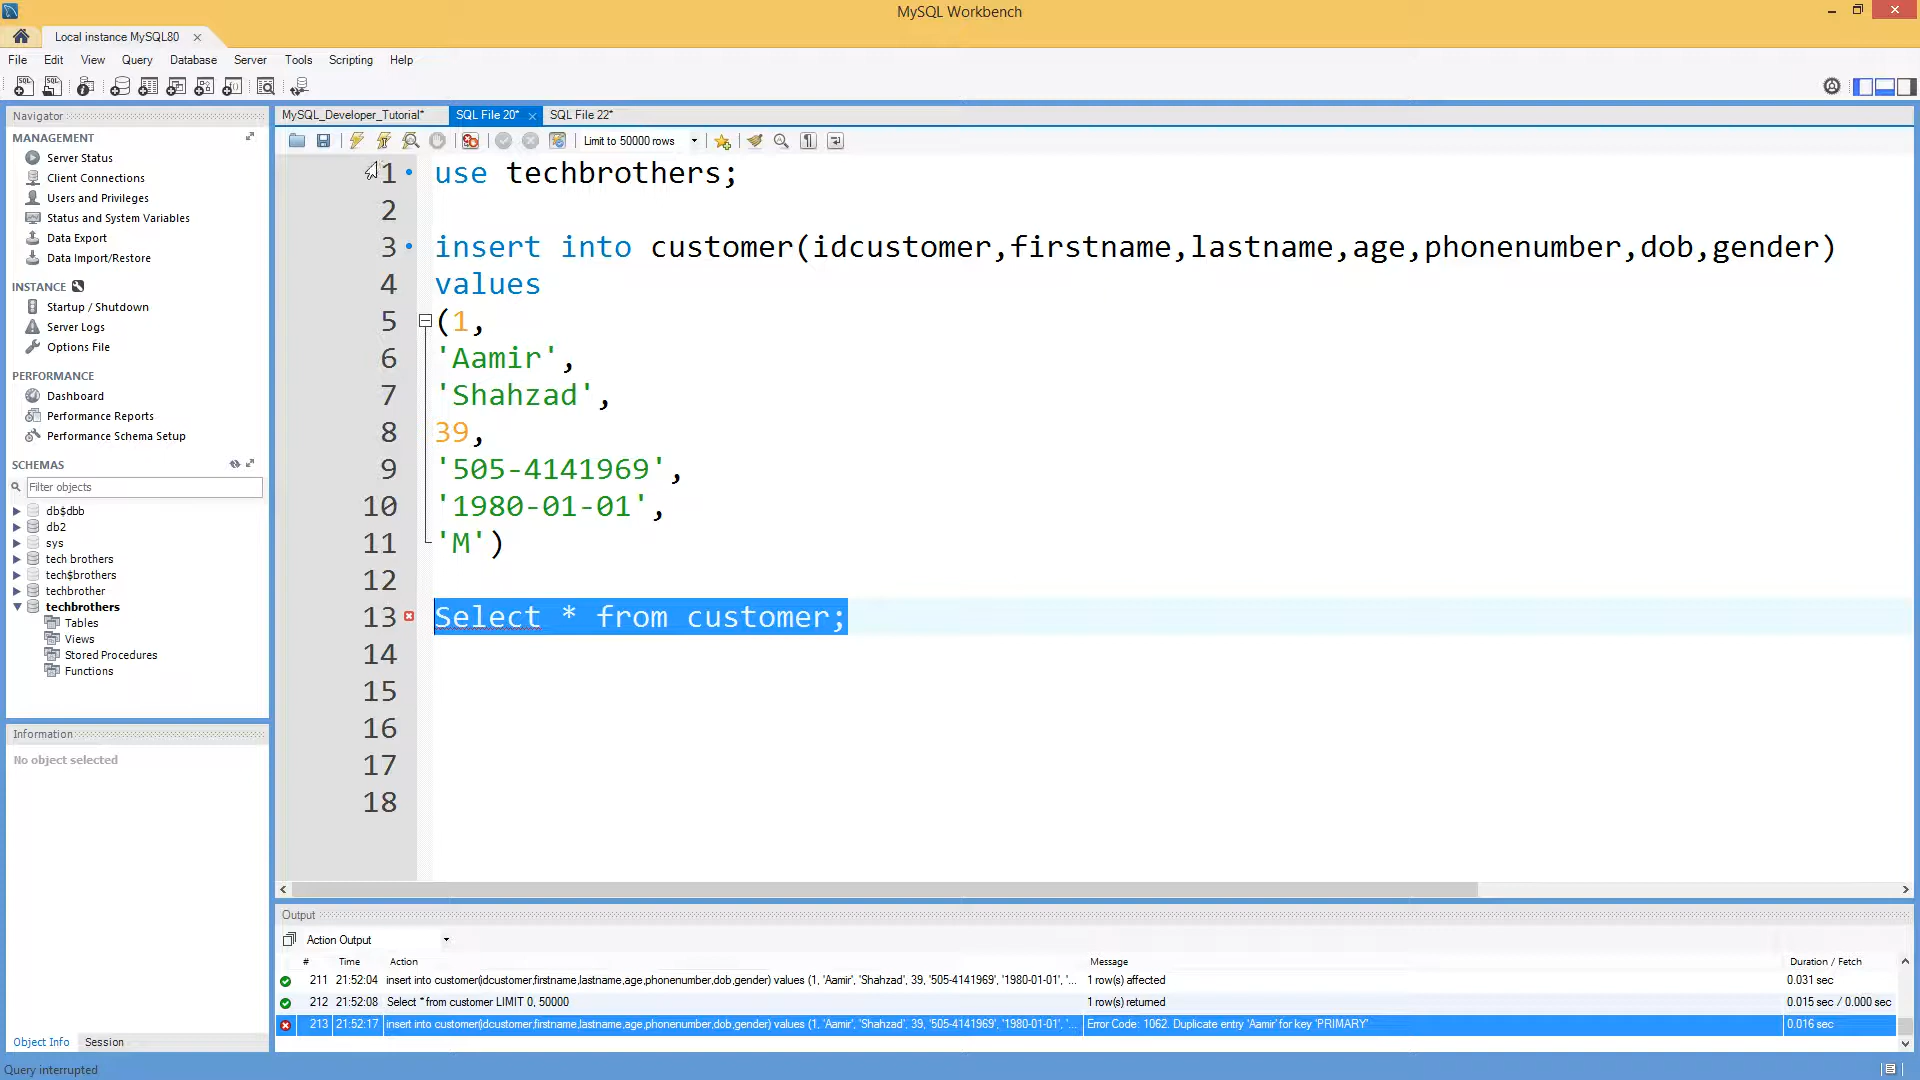 MySQL Workbench
Local instance MySQL80
File Edit View Query Database Server Tools Scripting Help
Navigator
MANAGEMENT
Server Status
Client Connections
Users and Privileges
Status and System Variables
Data Export
Data Import/Restore
INSTANCE
Startup / Shutdown
Server Logs
Options File
PERFORMANCE
Dashboard
Performance Reports
Performance Schema Setup
SCHEMAS
Filter objects
db$dbb
db2
sys
tech brothers
tech$brothers
techbrother
techbrothers
Tables
Views
Stored Procedures
Functions
Information
No object selected
Object Info Session
Query interrupted
MySQL_Developer_Tutorial* SQL File 20* SQL File 22*
Limit to 50000 rows
1 use techbrothers;
2
3 insert into customer(idcustomer,firstname,lastname,age,phonenumber,dob,gender)
4 values
5 (1,
6 'Aamir',
7 'Shahzad',
8 39,
9 '505-4141969',
10 '1980-01-01',
11 'M')
12
13 Select * from customer;
14
15
16
17
18
Output
Action Output
# Time Action Message Duration / Fetch
211 21:52:04 insert into customer(idcustomer,firstname,lastname,age,phonenumber,dob,gender) values (1, 'Aamir', 'Shahzad', 39, '505-4141969', '1980-01-01', '... 1 row(s) affected 0.031 sec
212 21:52:08 Select * from customer LIMIT 0, 50000 1 row(s) returned 0.015 sec / 0.000 sec
213 21:52:17 insert into customer(idcustomer,firstname,lastname,age,phonenumber,dob,gender) values (1, 'Aamir', 'Shahzad', 39, '505-4141969', '1980-01-01', '... Error Code: 1062. Duplicate entry 'Aamir' for key 'PRIMARY' 0.016 sec